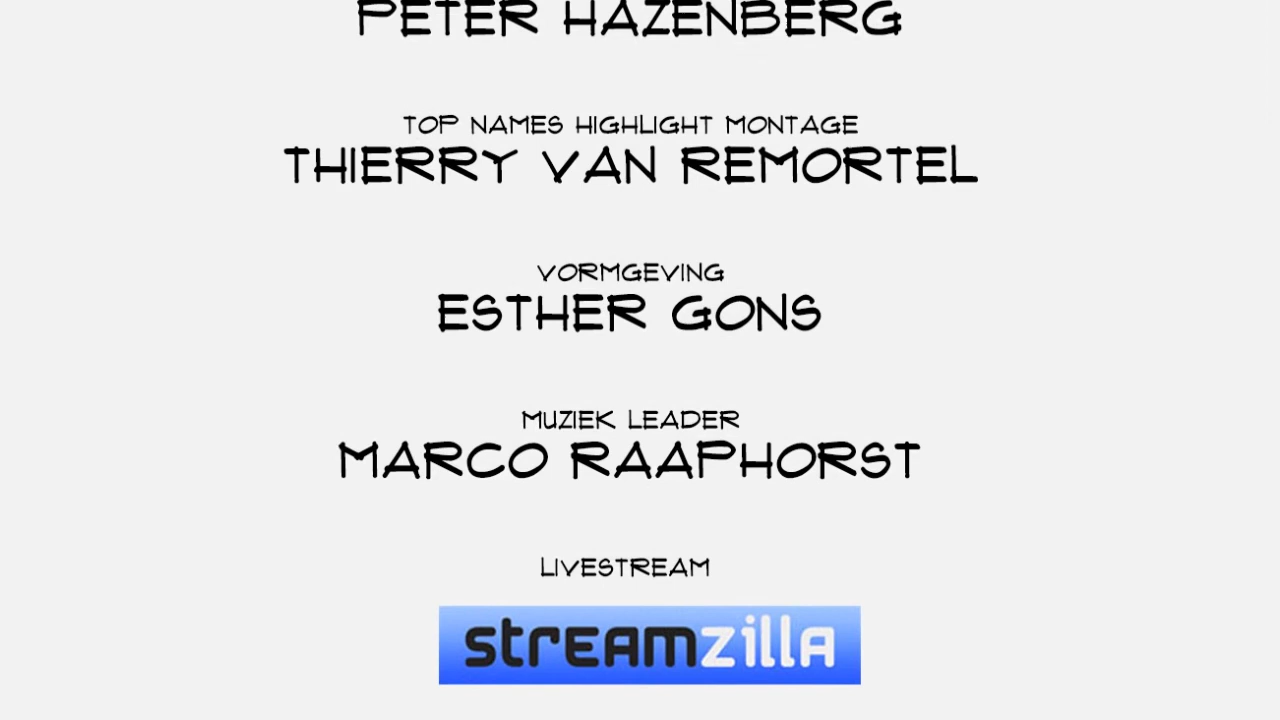 PETER HAZENBERG
TOP NAMES HIGHLIGHT MONTAGE
THIERRY VAN REMORTEL
VORMGEVING
ESTHER GONS
MUZIEK LEADER
MARCO RAAPHORST
LIVESTREAM
streamzilla